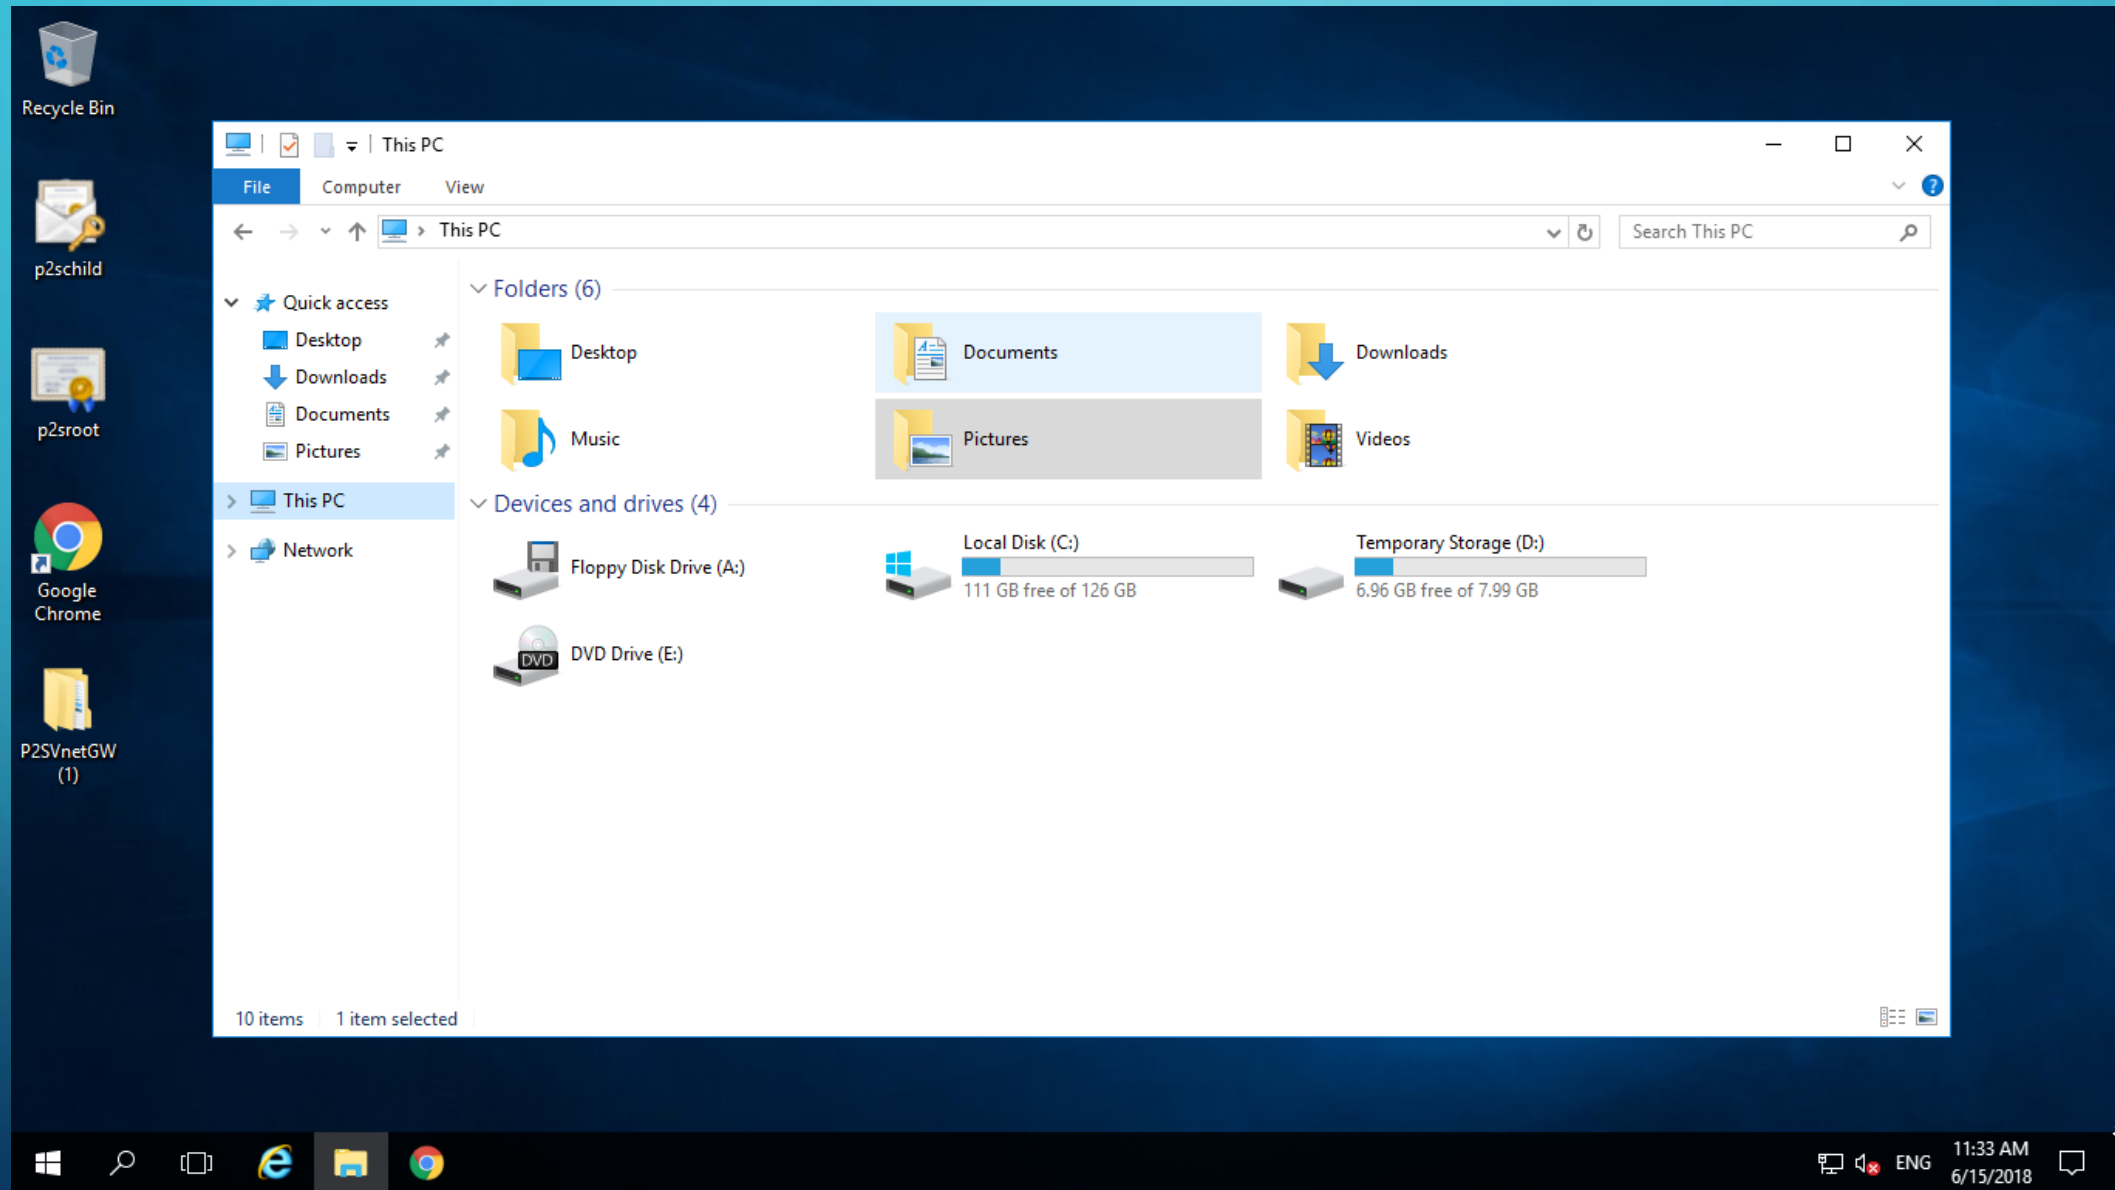 Recycle Bin
p2schild
p2sroot
Google
Chrome
P2SVnetGW
(1)
This PC
File
Computer
View
?
This PC
Search This PC
Quick access
Desktop
Downloads
Documents
Pictures
This PC
Network
Folders (6)
Desktop
Documents
Downloads
Music
Pictures
Videos
Devices and drives (4)
Floppy Disk Drive (A:)
Local Disk (C:)
111 GB free of 126 GB
Temporary Storage (D:)
6.96 GB free of 7.99 GB
DVD
DVD Drive (E:)
10 items
1 item selected
ENG
11:33 AM
6/15/2018